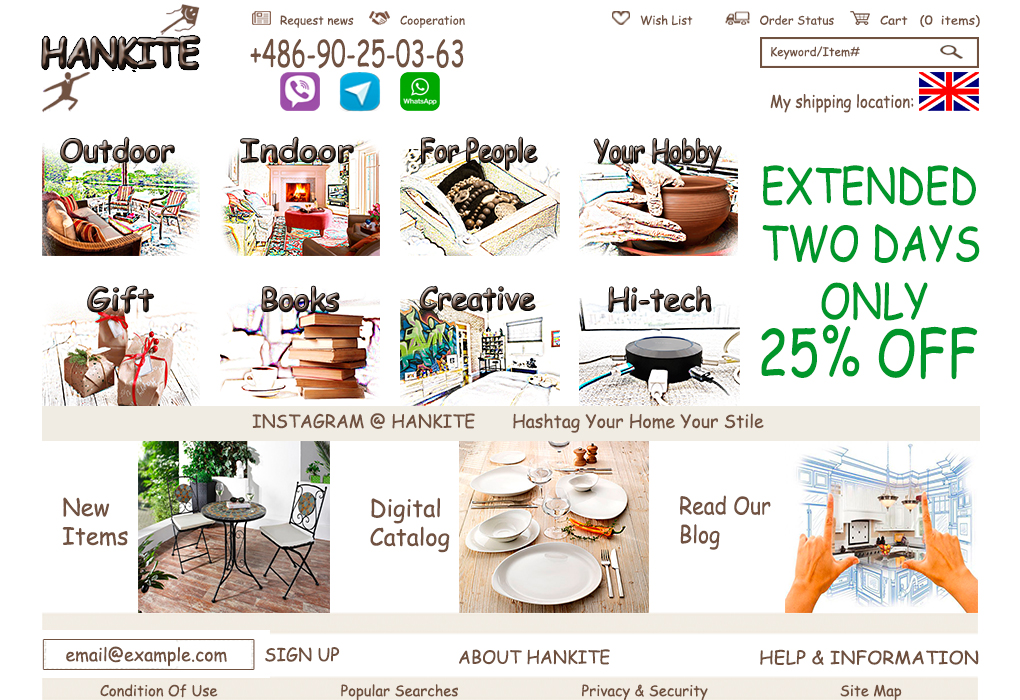 HANKITE
Request news
Cooperation
Wish List
Order Status
Cart (0 items)
+486-90-25-03-63
Keyword/Item#
WhatsApp
My shipping location:
Outdoor
Indoor
For People
Your Hobby
EXTENDED
TWO DAYS
ONLY
25% OFF
Gift
Books
Creative
Hi-tech
INSTAGRAM @ HANKITE
Hashtag Your Home Your Stile
New
Items
Digital
Catalog
Read Our
Blog
email@example.com
SIGN UP
ABOUT HANKITE
HELP & INFORMATION
Condition Of Use
Popular Searches
Privacy & Security
Site Map